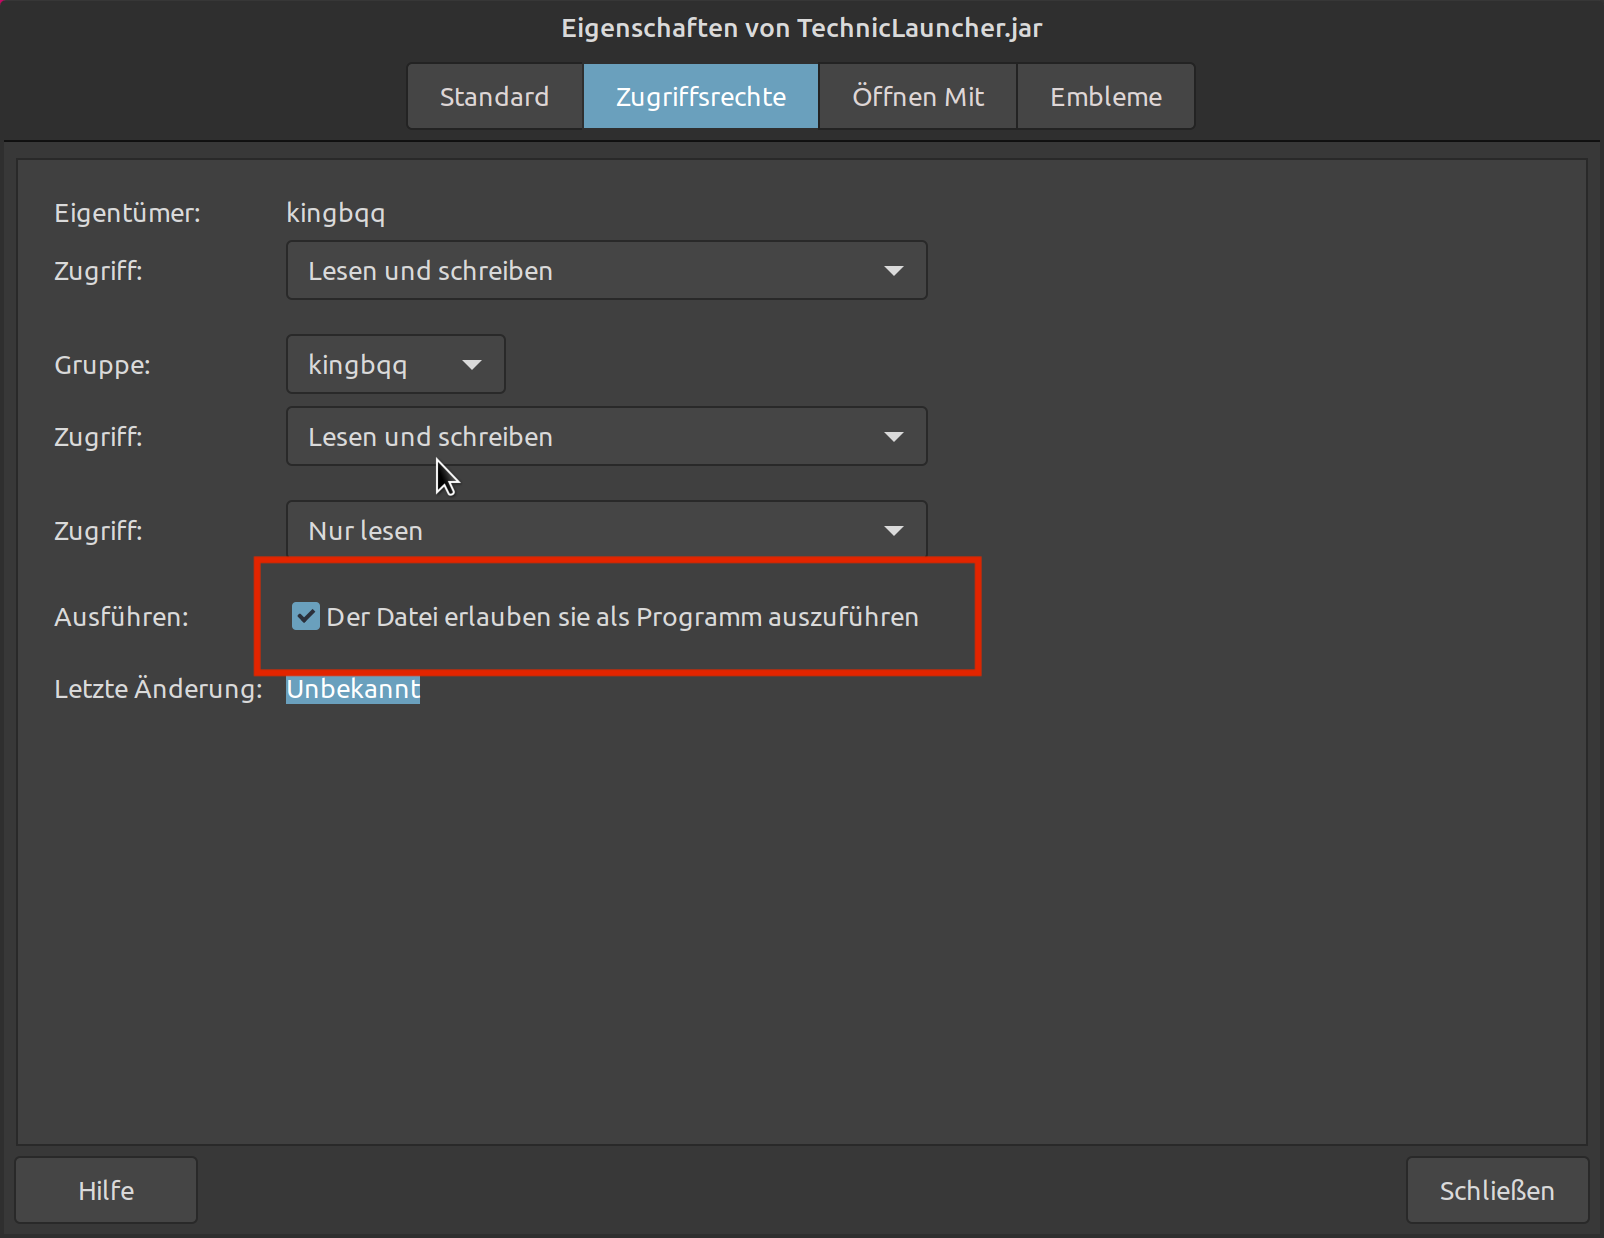 Eigenschaften von TechnicLauncher.jar
Standard Zugriffsrechte Öffnen Mit Embleme
Eigentümer: kingbqq
Zugriff: Lesen und schreiben
Gruppe: kingbqq
Zugriff: Lesen und schreiben
Zugriff: Nur lesen
Ausführen: Der Datei erlauben sie als Programm auszuführen
Letzte Änderung: Unbekannt
Hilfe Schließen